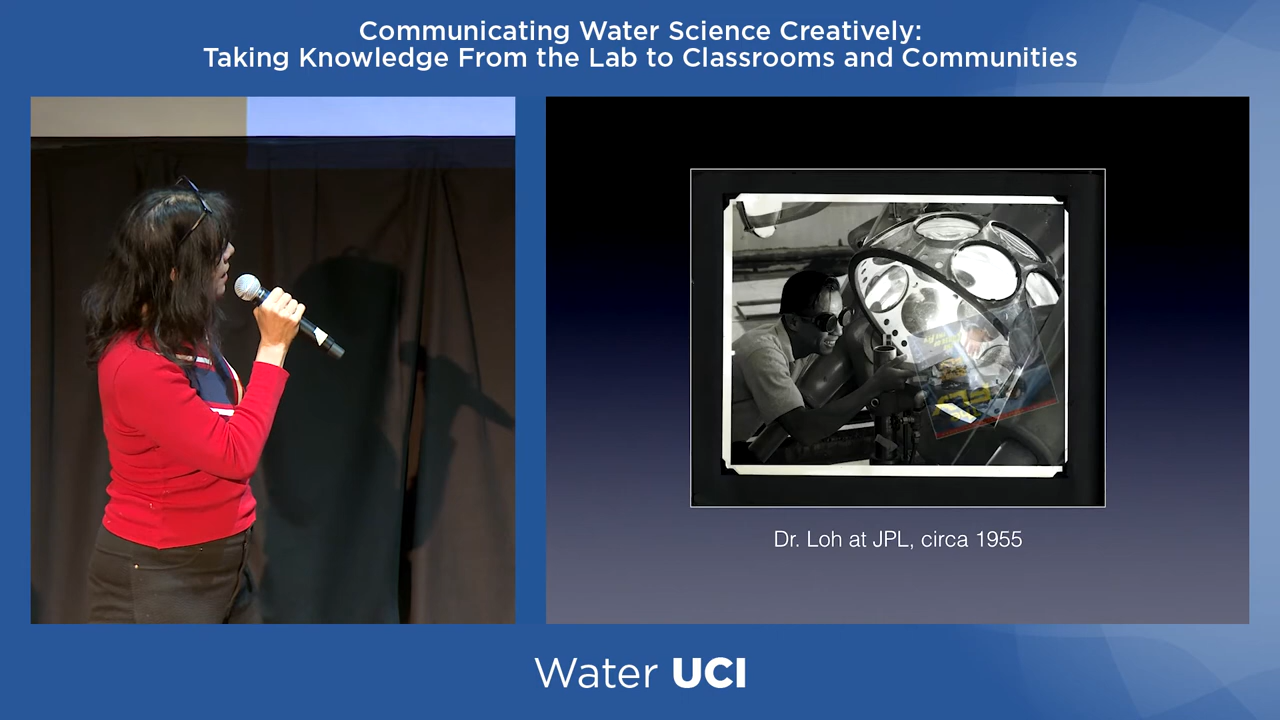 Communicating Water Science Creatively:
Taking Knowledge From the Lab to Classrooms and Communities
Dr. Loh at JPL, circa 1955
Water UCI